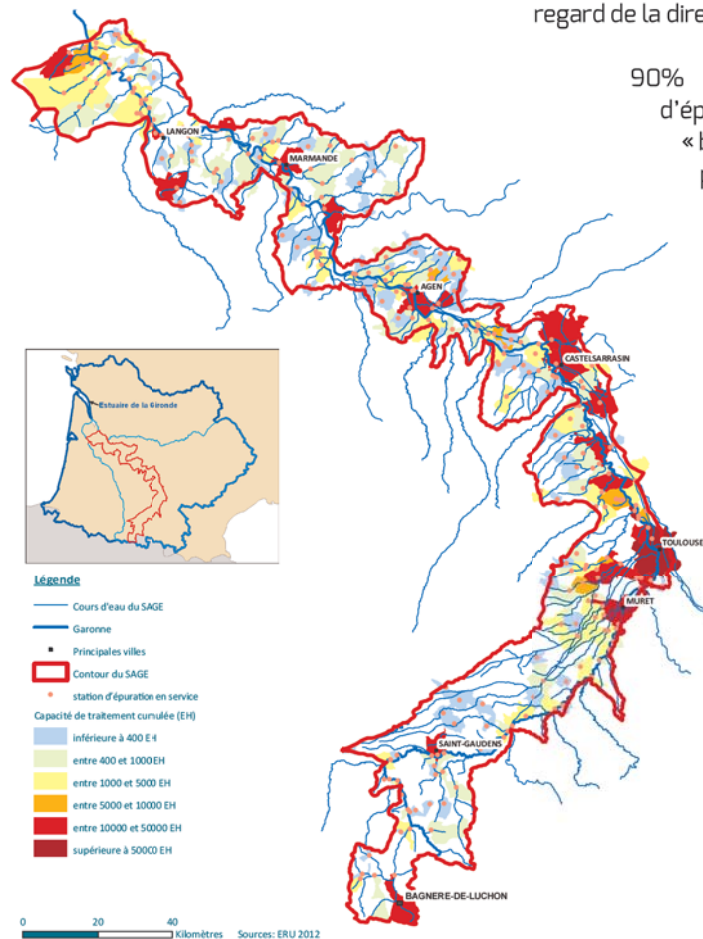 regard de la dire
90%
d'ép
« b
p
LANGON
MARMANDE
AGEN
CASTELSARRASIN
TOULOUSE
MURET
SAINT-GAUDENS
BAGNERE-DE-LUCHON
Estuaire de la Gironde
Légende
Cours d'eau du SAGE
Garonne
Principales villes
Contour du SAGE
station d'épuration en service
Capacité de traitement cumulée (EH)
inférieure à 400 EH
entre 400 et 1000 EH
entre 1000 et 5000 EH
entre 5000 et 10000 EH
entre 10000 et 50000 EH
supérieure à 50000 EH
0 20 40
Kilomètres Sources: ERU 2012